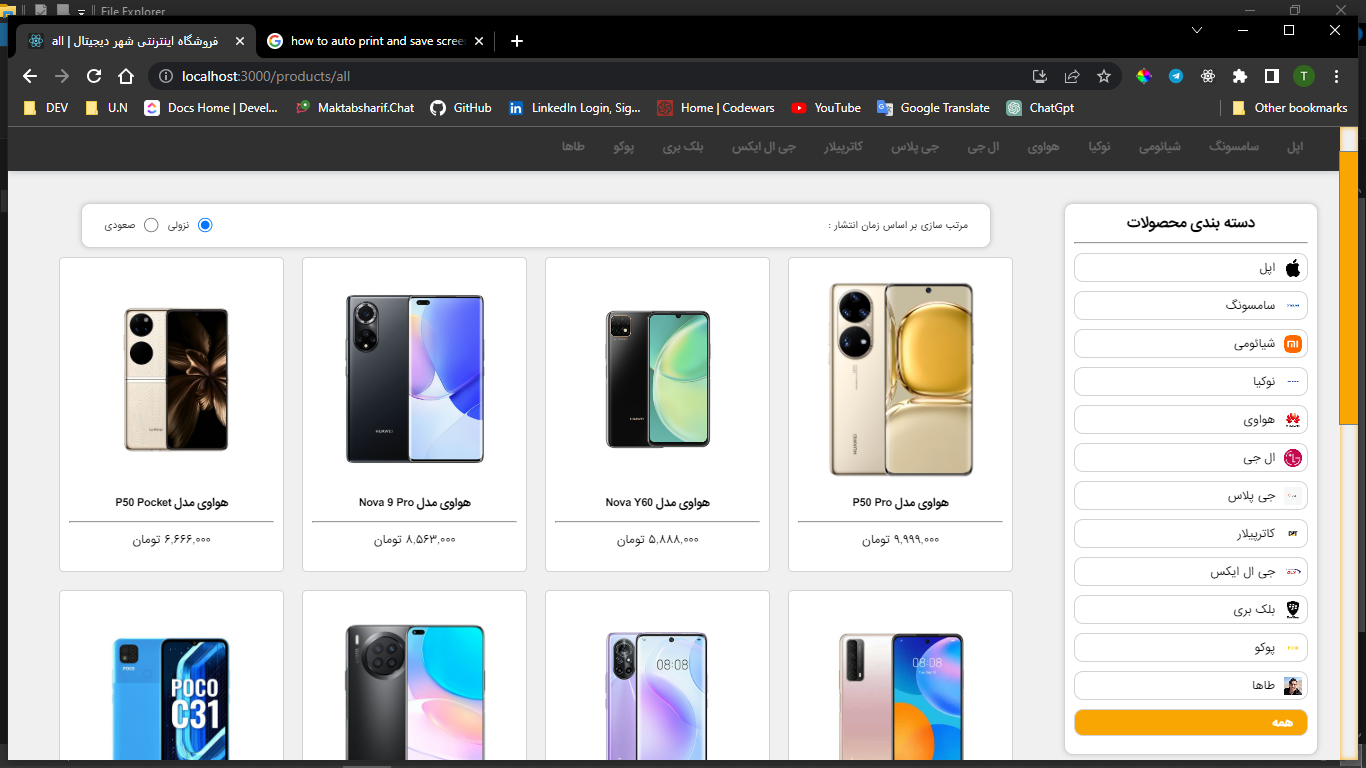 File Explorer
all | فروشگاه اینترنتی شهر دیجیتال
how to auto print and save scree
localhost:3000/products/all
T
DEV
U.N
Docs Home | Devel...
Maktabsharif.Chat
GitHub
LinkedIn Login, Sig...
Home | Codewars
YouTube
Google Translate
ChatGpt
Other bookmarks
اپل سامسونگ شیائومی نوکیا هواوی ال جی جی پلاس کاترپیلار جی ال ایکس بلک بری پوکو طاها
دسته بندی محصولات
اپل
سامسونگ
شیائومی
نوکیا
هواوی
ال جی
جی پلاس
کاترپیلار
جی ال ایکس
بلک بری
پوکو
طاها
همه
مرتب سازی بر اساس زمان انتشار :
نزولی
صعودی
HUAWEI
هواوی مدل P50 Pro
۹,۹۹۹,۰۰۰ تومان
هواوی مدل Nova Y60
۵,۸۸۸,۰۰۰ تومان
HUAWEI
هواوی مدل Nova 9 Pro
۸,۵۶۳,۰۰۰ تومان
هواوی مدل P50 Pocket
۶,۶۶۶,۰۰۰ تومان
08:08
08:08
POCO
POCO
C31